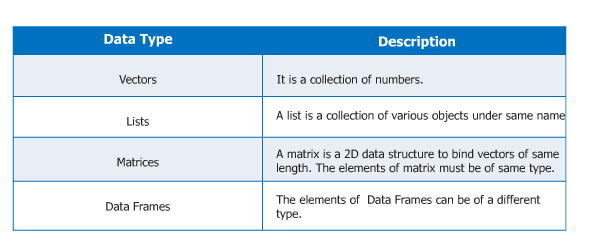 Data Type Description
Vectors It is a collection of numbers.
Lists A list is a collection of various objects under same name
Matrices A matrix is a 2D data structure to bind vectors of same
length. The elements of matrix must be of same type.
Data Frames The elements of Data Frames can be of a different
type.